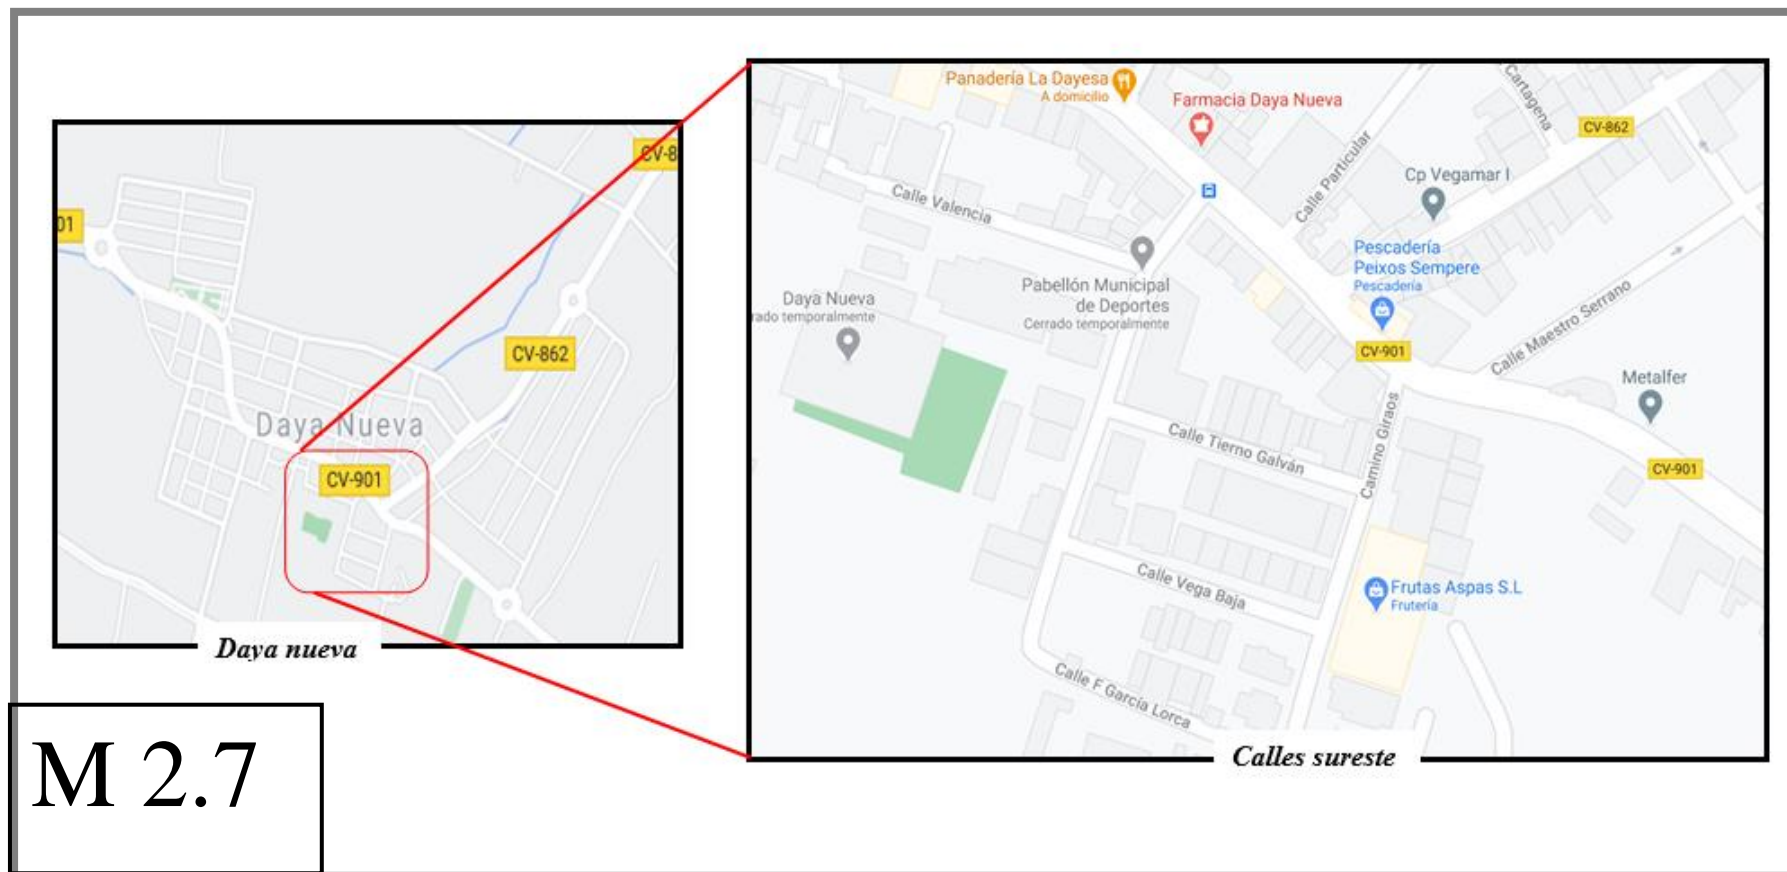 CV-8
01
CV-862
Daya Nueva
CV-901
Daya nueva
M 2.7
Panadería La Dayesa
A domicilio
Farmacia Daya Nueva
Cartagena
CV-862
Calle Particular
Cp Vegamar I
Calle Valencia
Pescadería
Peixos Sempere
Pescadería
Pabellón Municipal
de Deportes
Cerrado temporalmente
Daya Nueva
rado temporalmente
Calle Maestro Serrano
CV-901
Metalfer
Camino Giraos
Calle Tierno Galván
CV-901
Calle Vega Baja
Frutas Aspas S.L
Frutería
Calle F García Lorca
Calles sureste